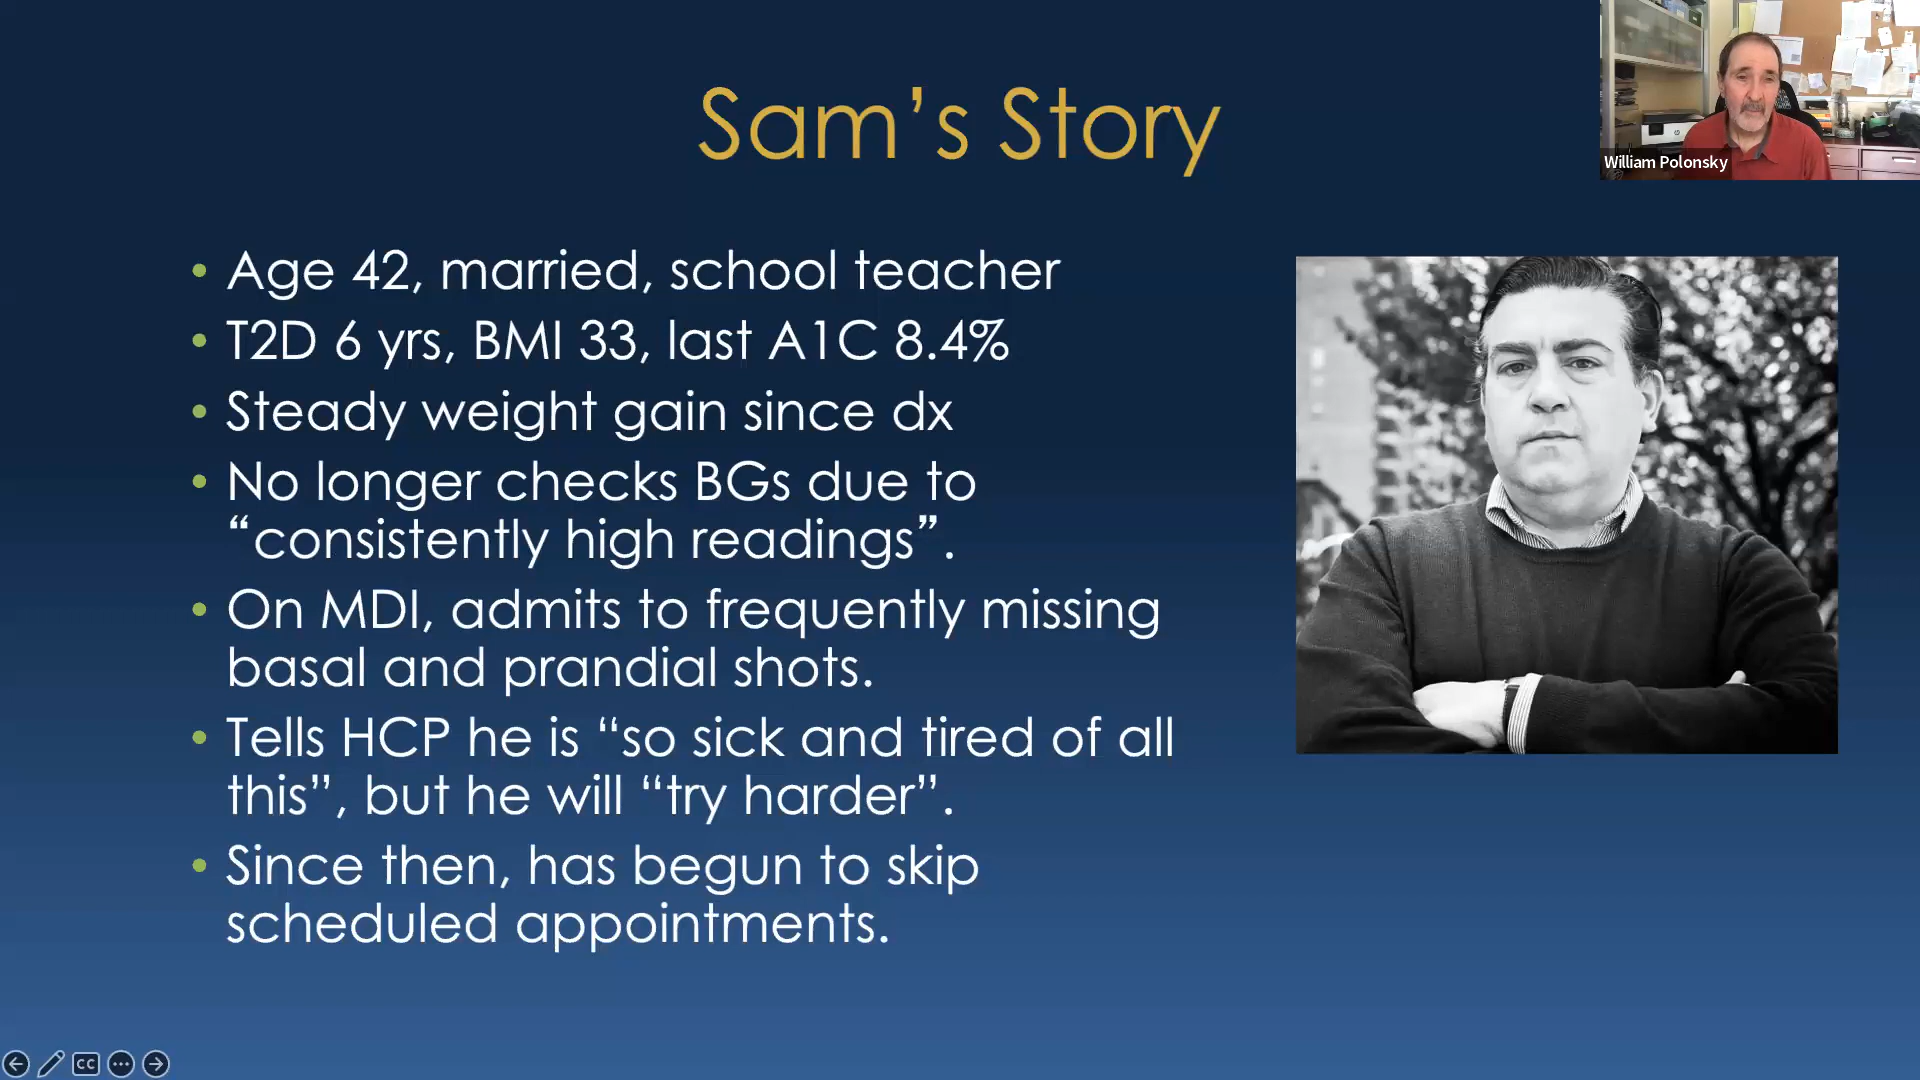 Sam’s Story
William Polonsky
• Age 42, married, school teacher
• T2D 6 yrs, BMI 33, last A1C 8.4%
• Steady weight gain since dx
• No longer checks BGs due to
“consistently high readings”.
• On MDI, admits to frequently missing
basal and prandial shots.
• Tells HCP he is “so sick and tired of all
this”, but he will “try harder”.
• Since then, has begun to skip
scheduled appointments.
CC